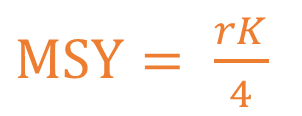 MSY = rK/4